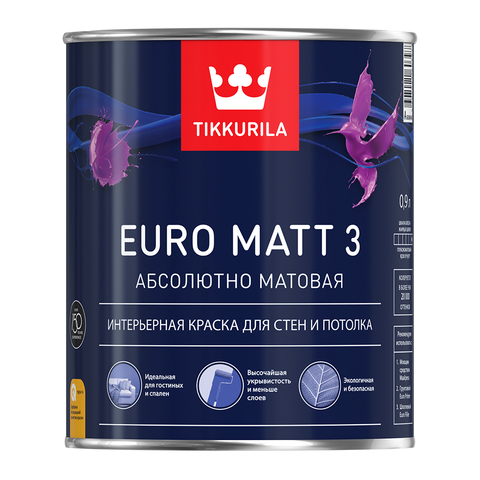 TIKKURILA
0,9 л
EURO MATT 3
АБСОЛЮТНО МАТОВАЯ
ИНТЕРЬЕРНАЯ КРАСКА ДЛЯ СТЕН И ПОТОЛКА
150
Идеальная
для гостиных
и спален
Высочайшая
укрывистость
и меньше
слоев
Экологичная
и безопасная